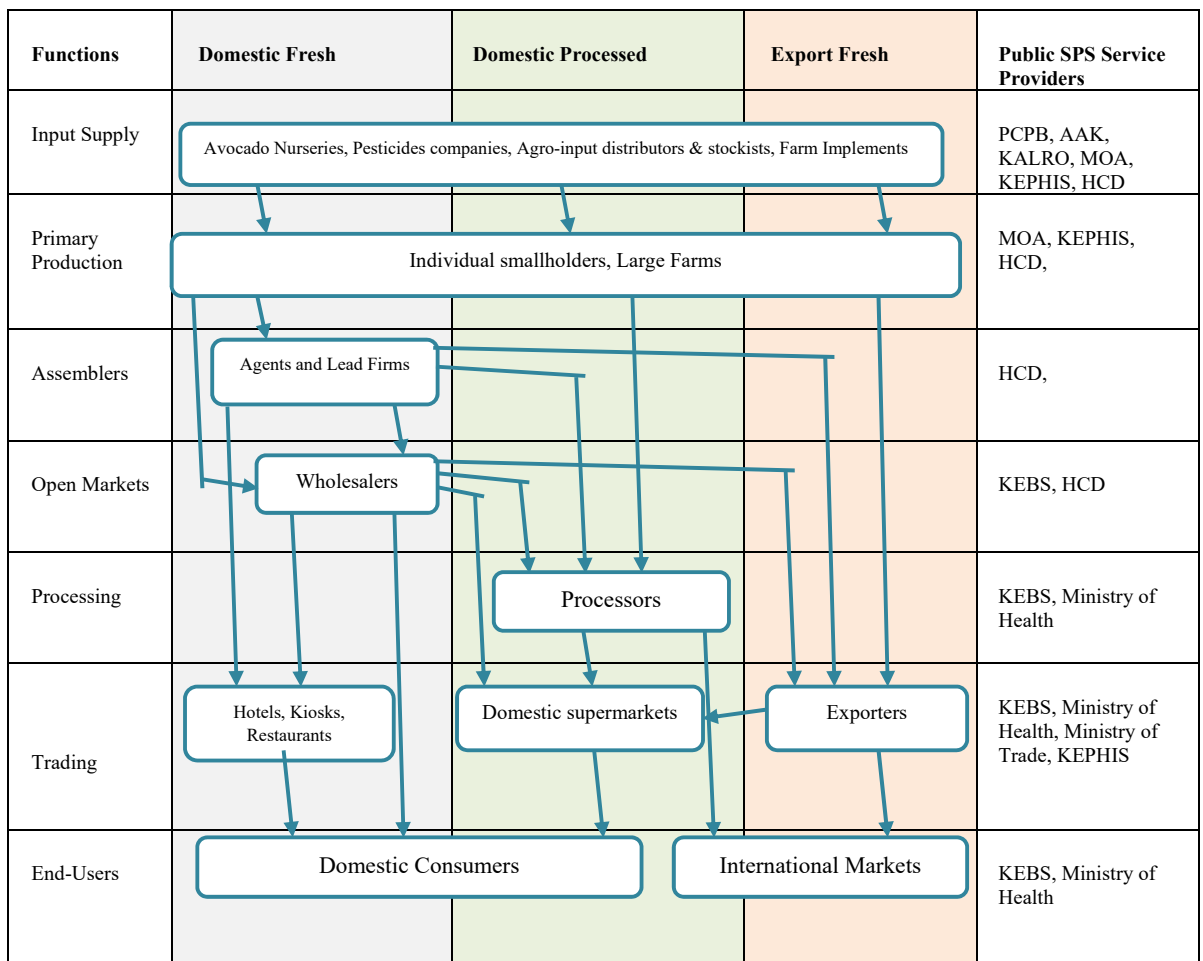 Functions
Domestic Fresh
Domestic Processed
Export Fresh
Public SPS Service
Providers
Input Supply
Avocado Nurseries, Pesticides companies, Agro-input distributors & stockists, Farm Implements
PCPB, AAK,
KALRO, MOA,
KEPHIS, HCD
Primary
Production
Individual smallholders, Large Farms
MOA, KEPHIS,
HCD,
Assemblers
Agents and Lead Firms
HCD,
Open Markets
Wholesalers
KEBS, HCD
Processing
Processors
KEBS, Ministry of
Health
Trading
Hotels, Kiosks,
Restaurants
Domestic supermarkets
Exporters
KEBS, Ministry of
Health, Ministry of
Trade, KEPHIS
End-Users
Domestic Consumers
International Markets
KEBS, Ministry of
Health